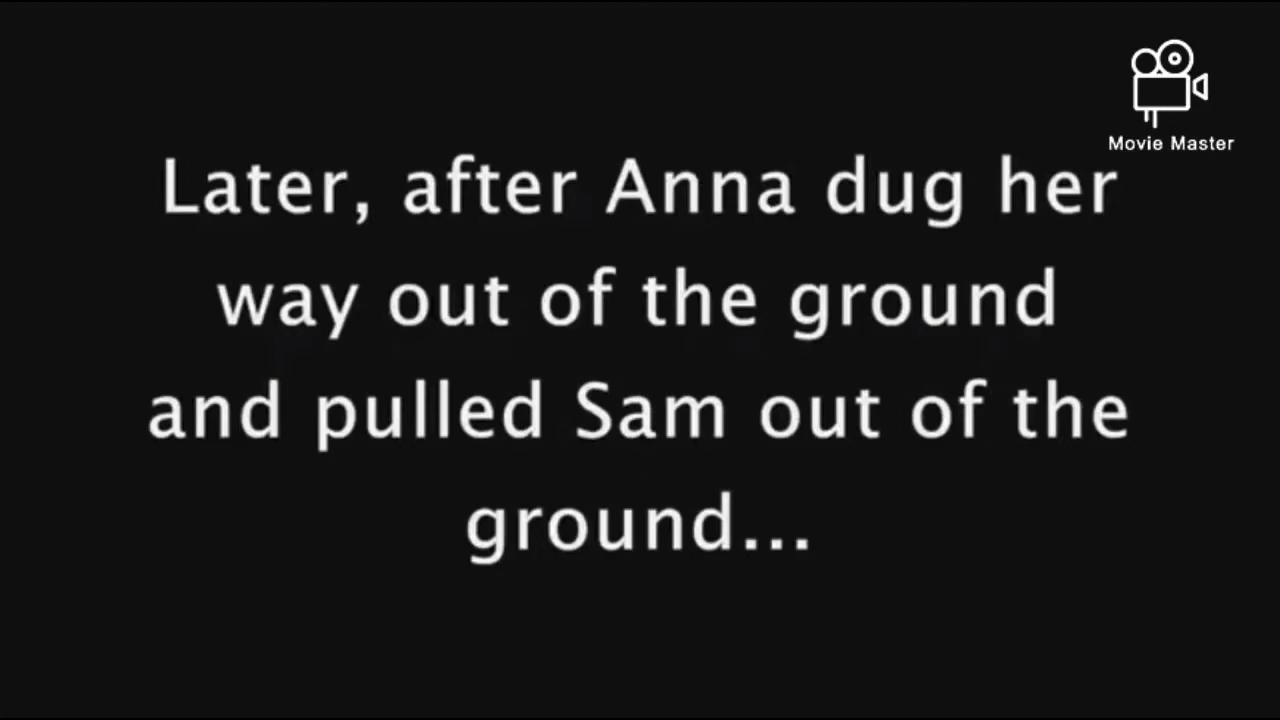 Movie Master
Later, after Anna dug her
way out of the ground
and pulled Sam out of the
ground...